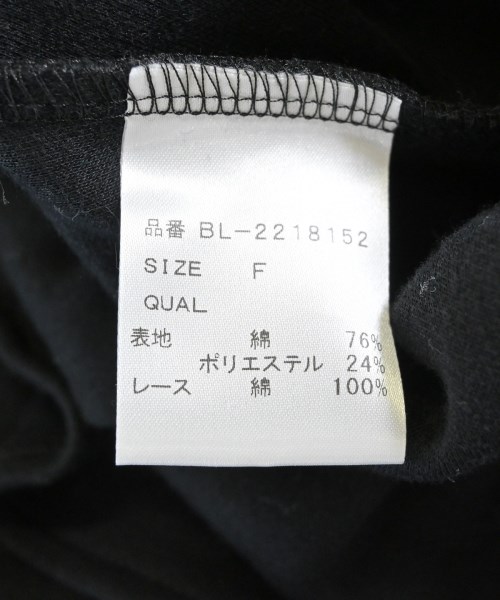 品番 BL-2218152
SIZE F
QUAL
表地 綿 76%
ポリエステル 24%
レース 綿 100%